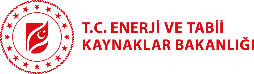 T.C. ENERJİ VE TABİİ
KAYNAKLAR BAKANLIĞI